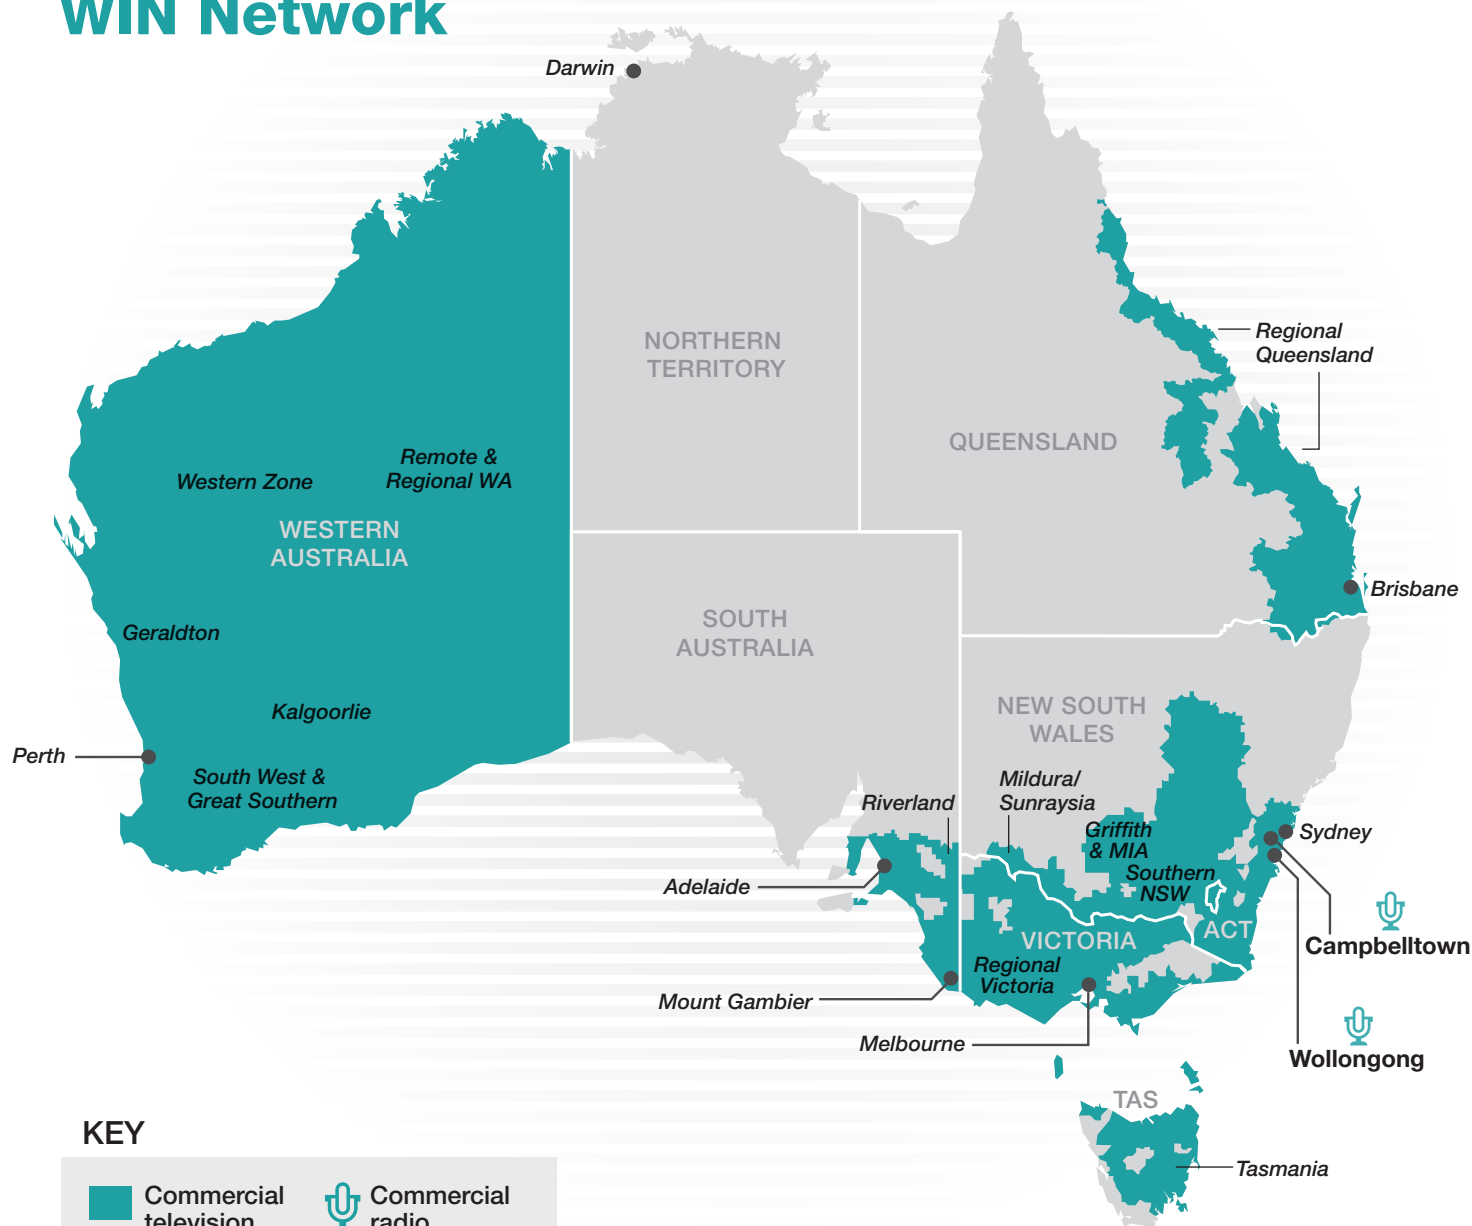 WIN Network
Darwin
NORTHERN
TERRITORY
Regional
Queensland
QUEENSLAND
Remote &
Regional WA
Western Zone
WESTERN
AUSTRALIA
Brisbane
SOUTH
AUSTRALIA
Geraldton
NEW SOUTH
WALES
Kalgoorlie
Perth
South West &
Great Southern
Mildura/
Sunraysia
Riverland
Griffith
& MIA
Sydney
Southern
NSW
Adelaide
ACT
VICTORIA
Campbelltown
Regional
Victoria
Mount Gambier
Melbourne
Wollongong
TAS
KEY
Tasmania
Commercial
television
Commercial
radio